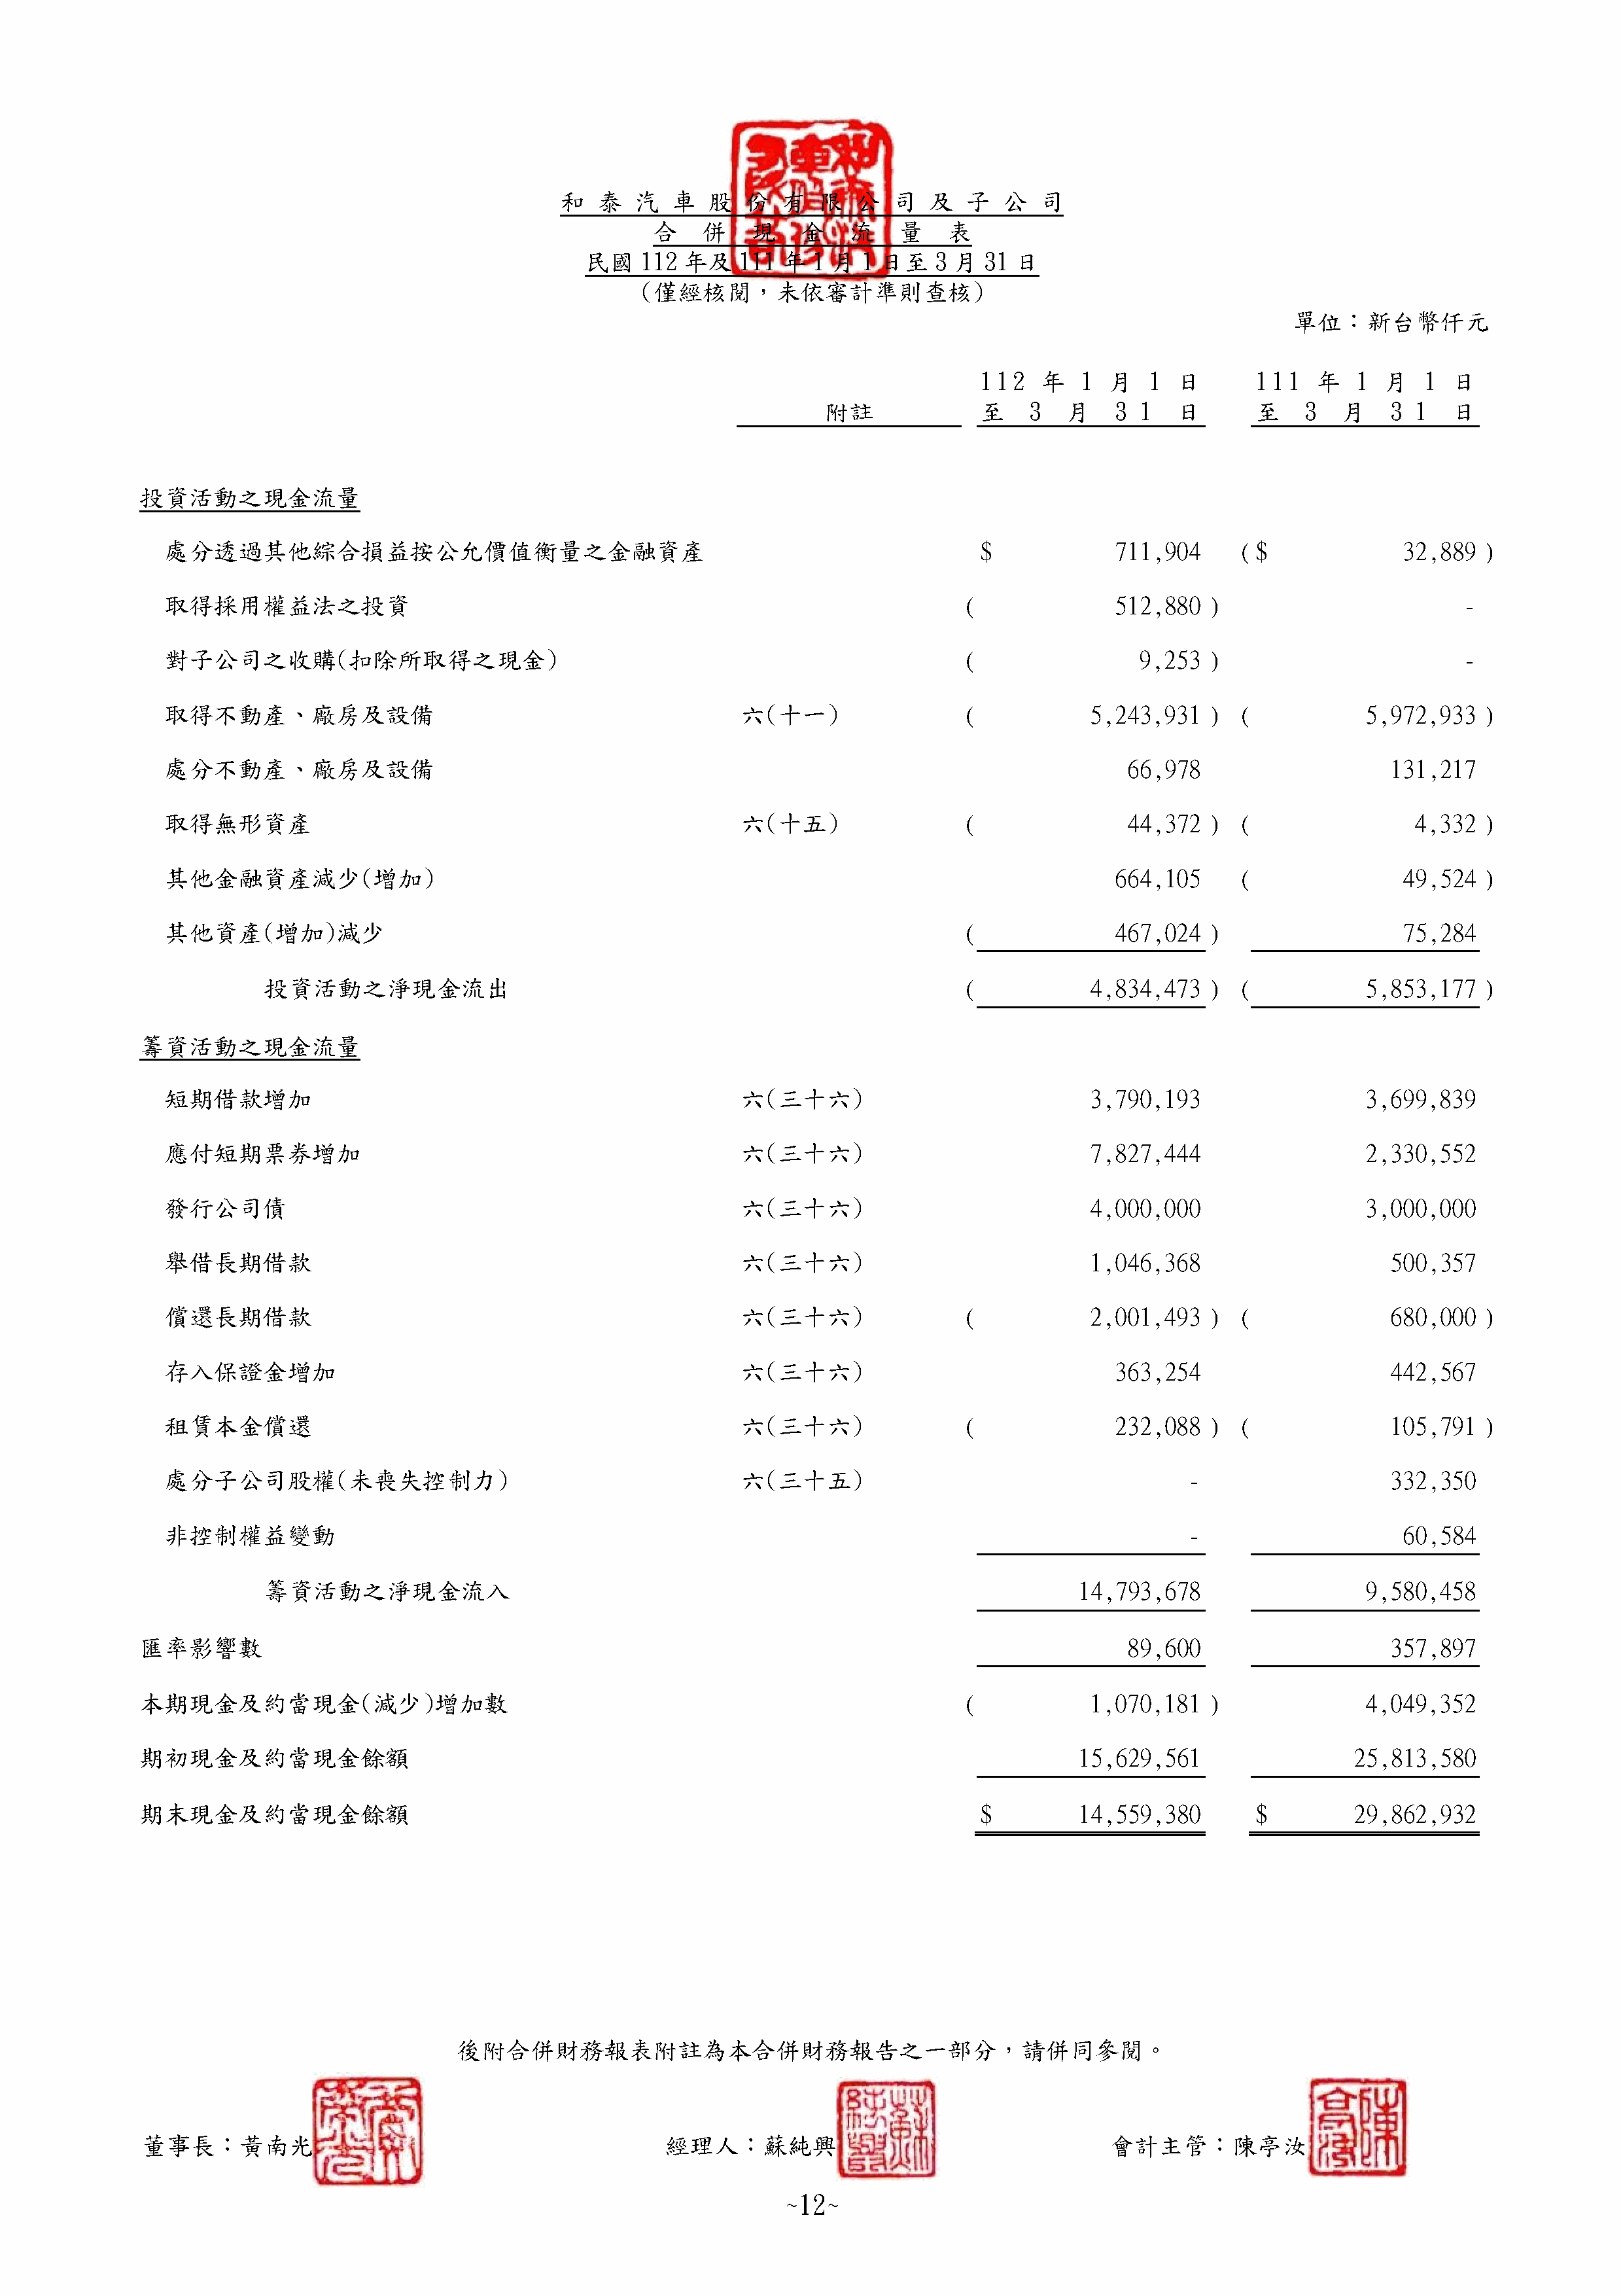 和泰汽車股份有限公司及子公司
合併現金流量表
民國112年及111年1月1日至3月31日
(僅經核閱，未依審計準則查核)
單位：新台幣仟元
112年1月1日 111年1月1日
附註 至3月31日 至3月31日
投資活動之現金流量
處分透過其他綜合損益按公允價值衡量之金融資產 $ 711,904 ($ 32,889)
取得採用權益法之投資 ( 512,880) -
對子公司之收購(扣除所取得之現金) ( 9,253) -
取得不動產、廠房及設備 六(十一) ( 5,243,931) ( 5,972,933)
處分不動產、廠房及設備 66,978 131,217
取得無形資產 六(十五) ( 44,372) ( 4,332)
其他金融資產減少(增加) 664,105 ( 49,524)
其他資產(增加)減少 ( 467,024) 75,284
投資活動之淨現金流出 ( 4,834,473) ( 5,853,177)
籌資活動之現金流量
短期借款增加 六(三十六) 3,790,193 3,699,839
應付短期票券增加 六(三十六) 7,827,444 2,330,552
發行公司債 六(三十六) 4,000,000 3,000,000
舉借長期借款 六(三十六) 1,046,368 500,357
償還長期借款 六(三十六) ( 2,001,493) ( 680,000)
存入保證金增加 六(三十六) 363,254 442,567
租賃本金償還 六(三十六) ( 232,088) ( 105,791)
處分子公司股權(未喪失控制力) 六(三十五) - 332,350
非控制權益變動 - 60,584
籌資活動之淨現金流入 14,793,678 9,580,458
匯率影響數 89,600 357,897
本期現金及約當現金(減少)增加數 ( 1,070,181) 4,049,352
期初現金及約當現金餘額 15,629,561 25,813,580
期末現金及約當現金餘額 $ 14,559,380 $ 29,862,932
後附合併財務報表附註為本合併財務報告之一部分，請併同參閱。
董事長：黃南光 經理人：蘇純興 會計主管：陳亭汝
~12~